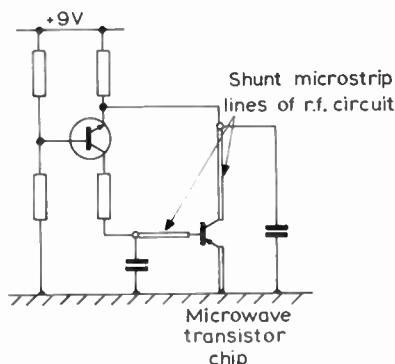 +9V
Shunt microstrip
lines of r.f. circuit
Microwave
transistor
chip